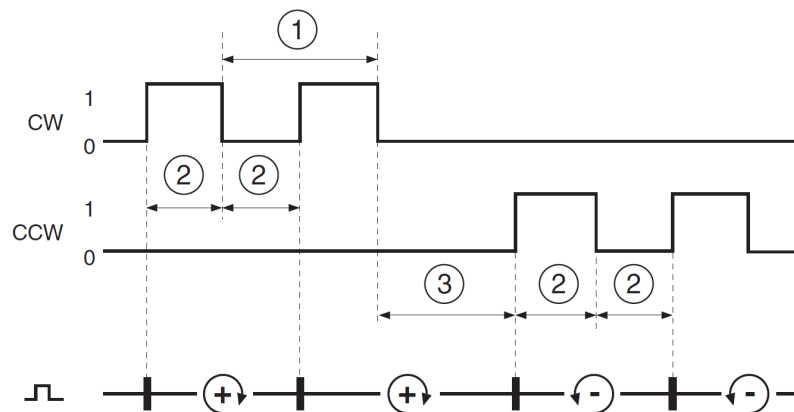 ①
1
CW
0
② ②
1
CCW
0
③ ② ②
+ + - -